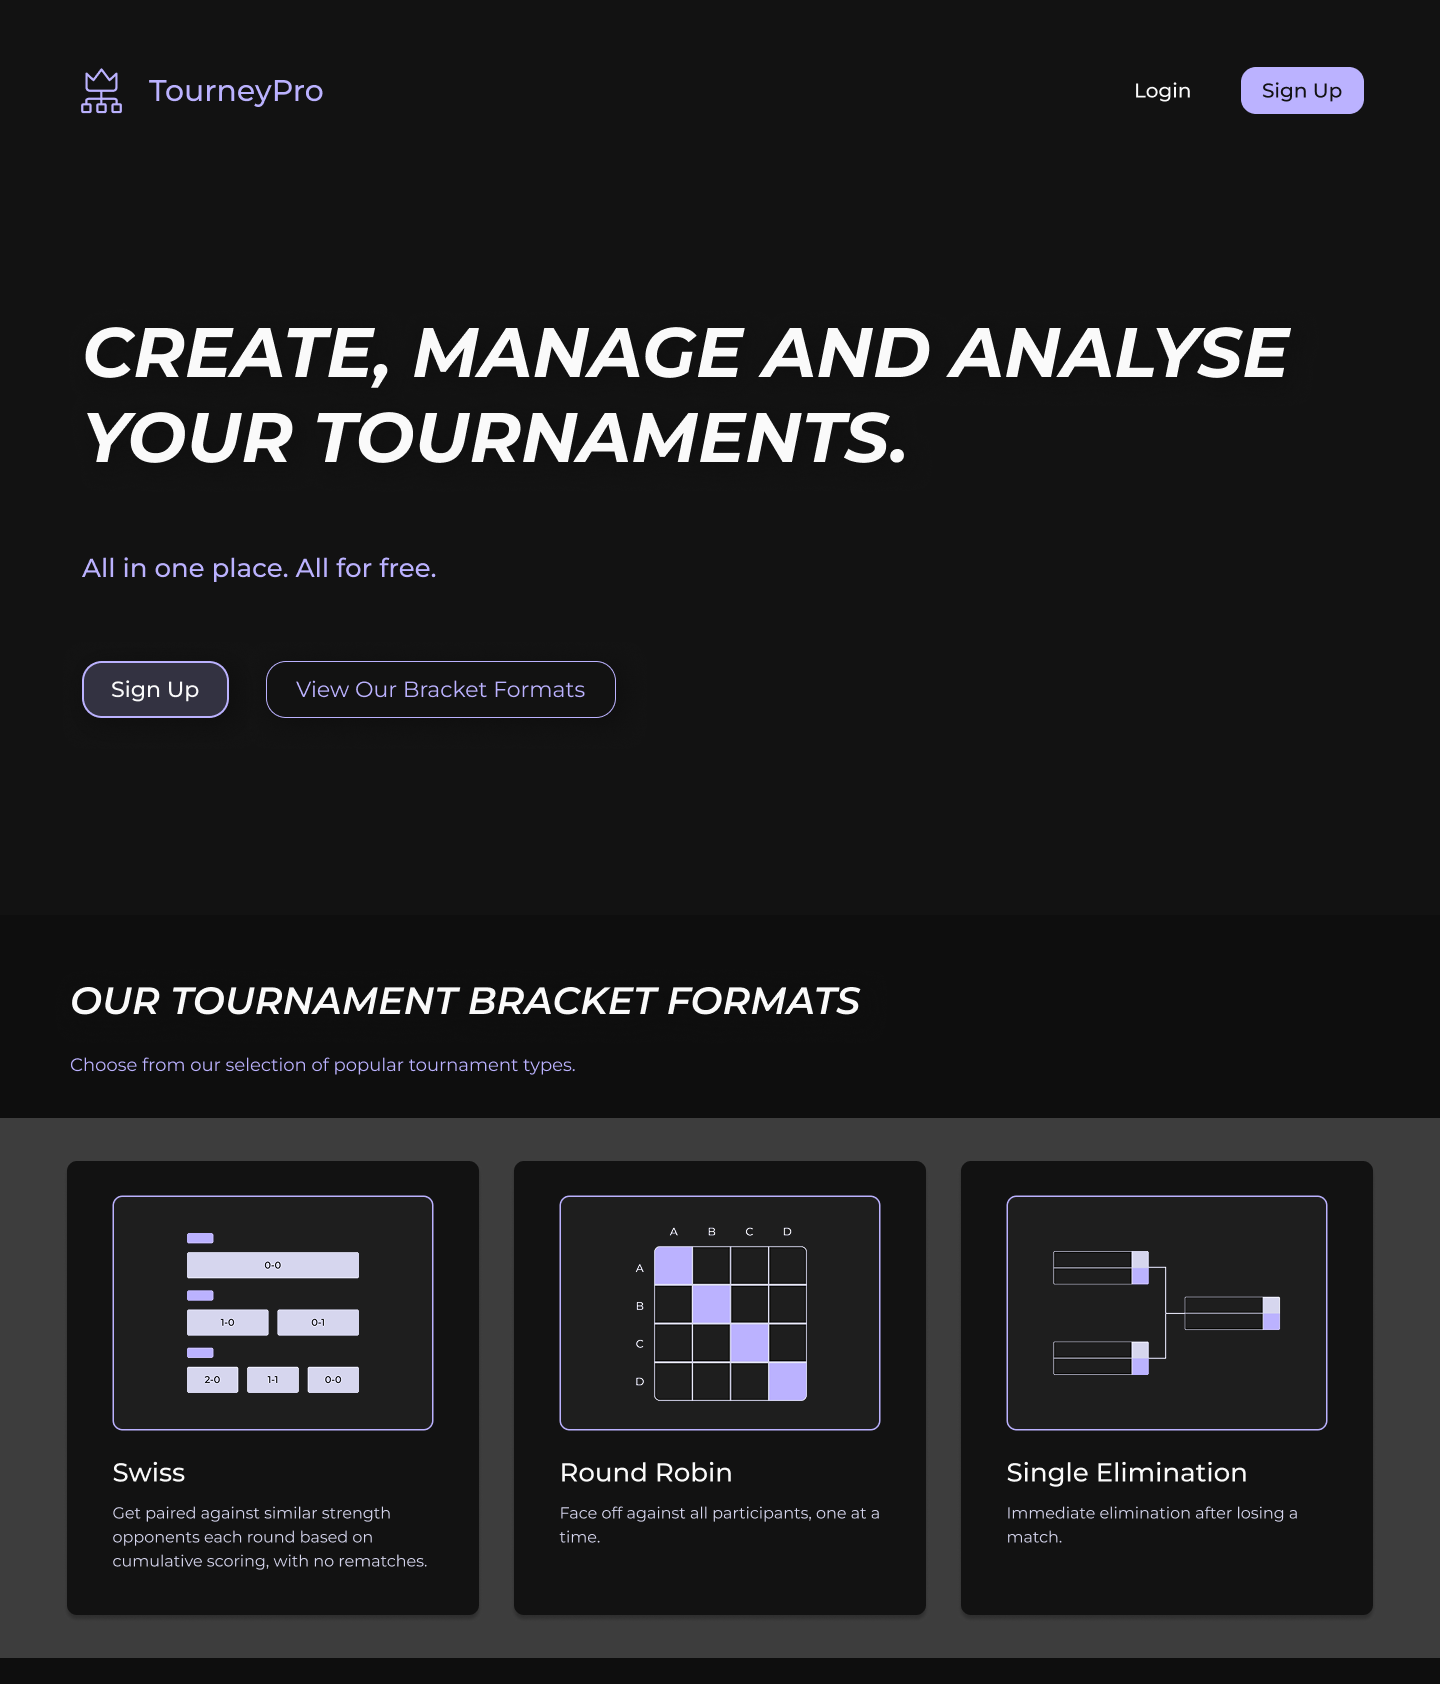 TourneyPro
Login
Sign Up
CREATE, MANAGE AND ANALYSE
YOUR TOURNAMENTS.
All in one place. All for free.
Sign Up
View Our Bracket Formats
OUR TOURNAMENT BRACKET FORMATS
Choose from our selection of popular tournament types.
0-0
1-0
0-1
2-0
1-1
0-0
Swiss
Get paired against similar strength
opponents each round based on
cumulative scoring, with no rematches.
A
B
C
D
A
B
C
D
Round Robin
Face off against all participants, one at a
time.
Single Elimination
Immediate elimination after losing a
match.